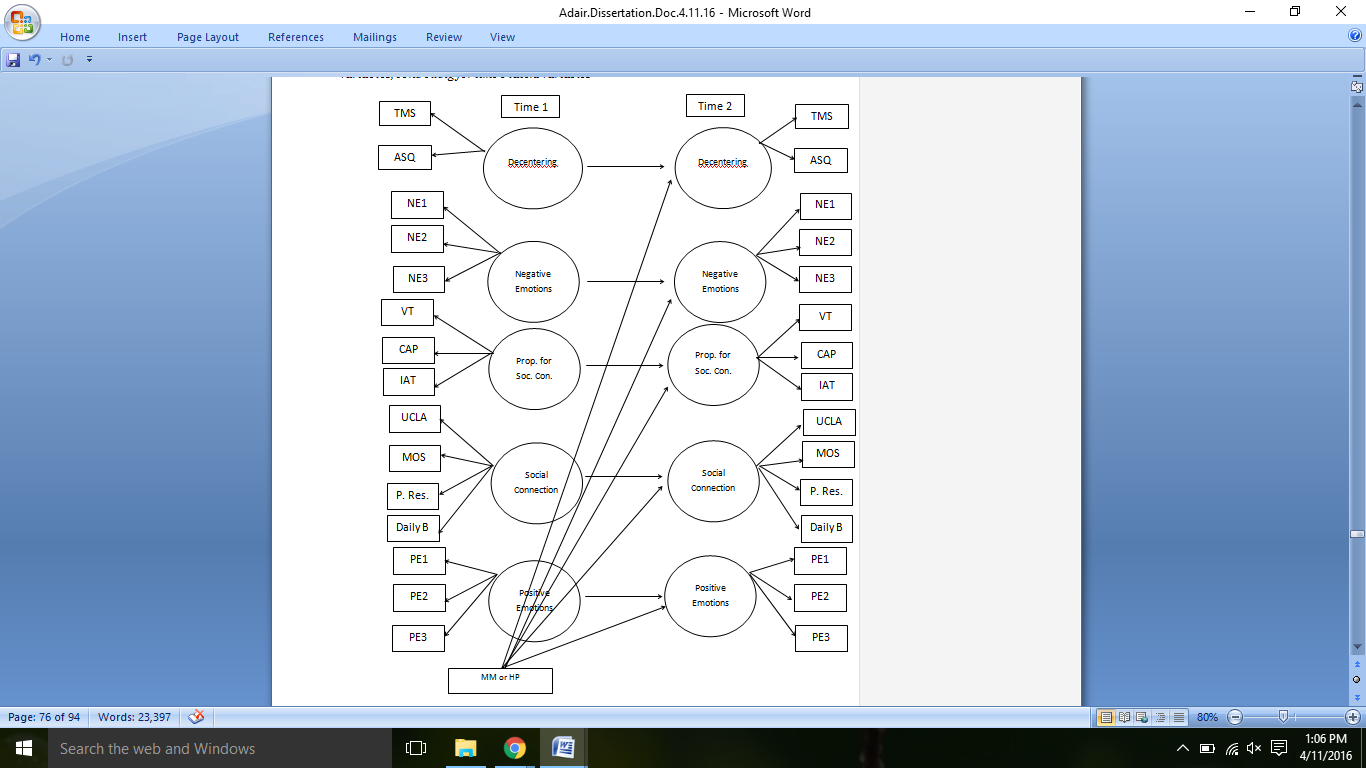 Adair.Dissertation.Doc.4.11.16 - Microsoft Word
Home Insert Page Layout References Mailings Review View
Time 1
Time 2
TMS
ASQ
Decentering
Decentering
TMS
ASQ
NE1
NE2
NE3
Negative
Emotions
Negative
Emotions
NE1
NE2
NE3
VT
CAP
IAT
Prop. for
Soc. Con.
Prop. for
Soc. Con.
VT
CAP
IAT
UCLA
MOS
P. Res.
Daily B
Social
Connection
Social
Connection
UCLA
MOS
P. Res.
Daily B
PE1
PE2
PE3
Positive
Emotions
Positive
Emotions
PE1
PE2
PE3
MM or HP
Page: 76 of 94 Words: 23,397 80%
Search the web and Windows
1:06 PM
4/11/2016